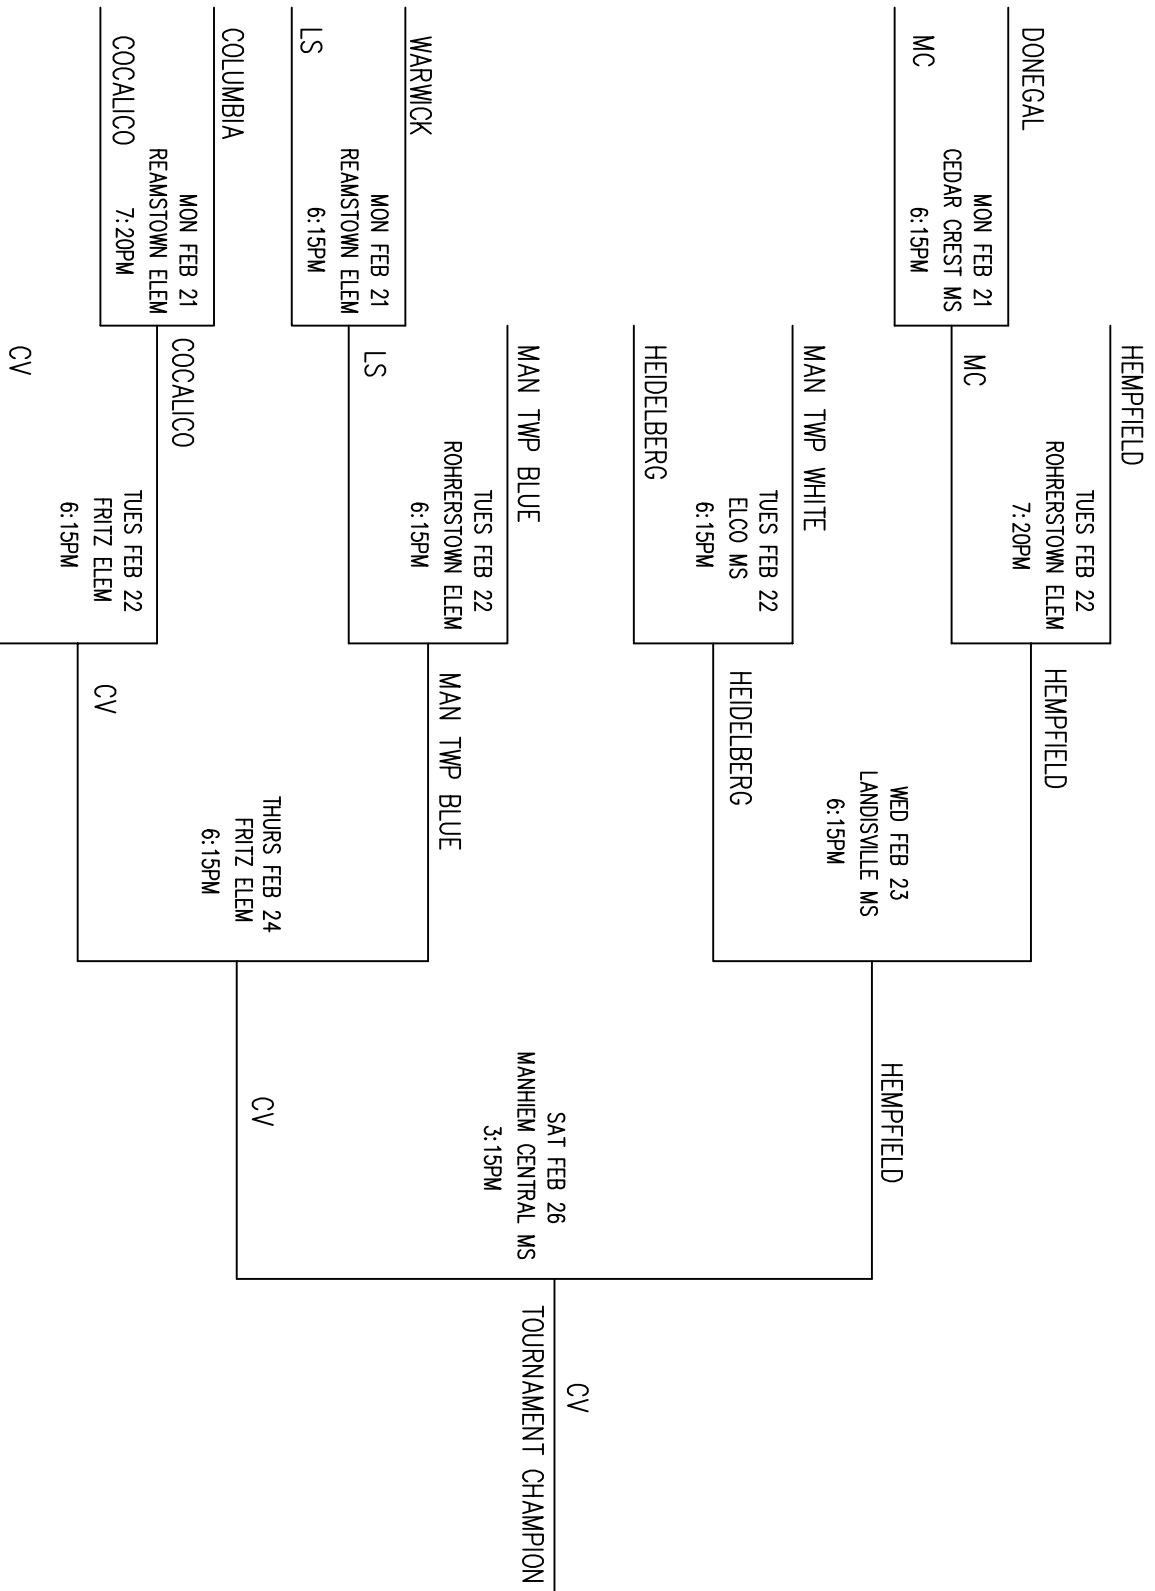 HEMPFIELD
DONEGAL
MON FEB 21
CEDAR CREST MS
6:15PM
MC
MC
TUES FEB 22
ROHRERSTOWN ELEM
7:20PM
HEMPFIELD
MAN TWP WHITE
TUES FEB 22
ELCO MS
6:15PM
HEIDELBERG
HEIDELBERG
WED FEB 23
LANDISVILLE MS
6:15PM
HEMPFIELD
MAN TWP BLUE
WARWICK
MON FEB 21
REAMSTOWN ELEM
6:15PM
LS
LS
TUES FEB 22
ROHRERSTOWN ELEM
6:15PM
MAN TWP BLUE
COLUMBIA
MON FEB 21
REAMSTOWN ELEM
7:20PM
COCALICO
COCALICO
TUES FEB 22
FRITZ ELEM
6:15PM
CV
CV
THURS FEB 24
FRITZ ELEM
6:15PM
CV
SAT FEB 26
MANHIEM CENTRAL MS
3:15PM
CV
TOURNAMENT CHAMPION